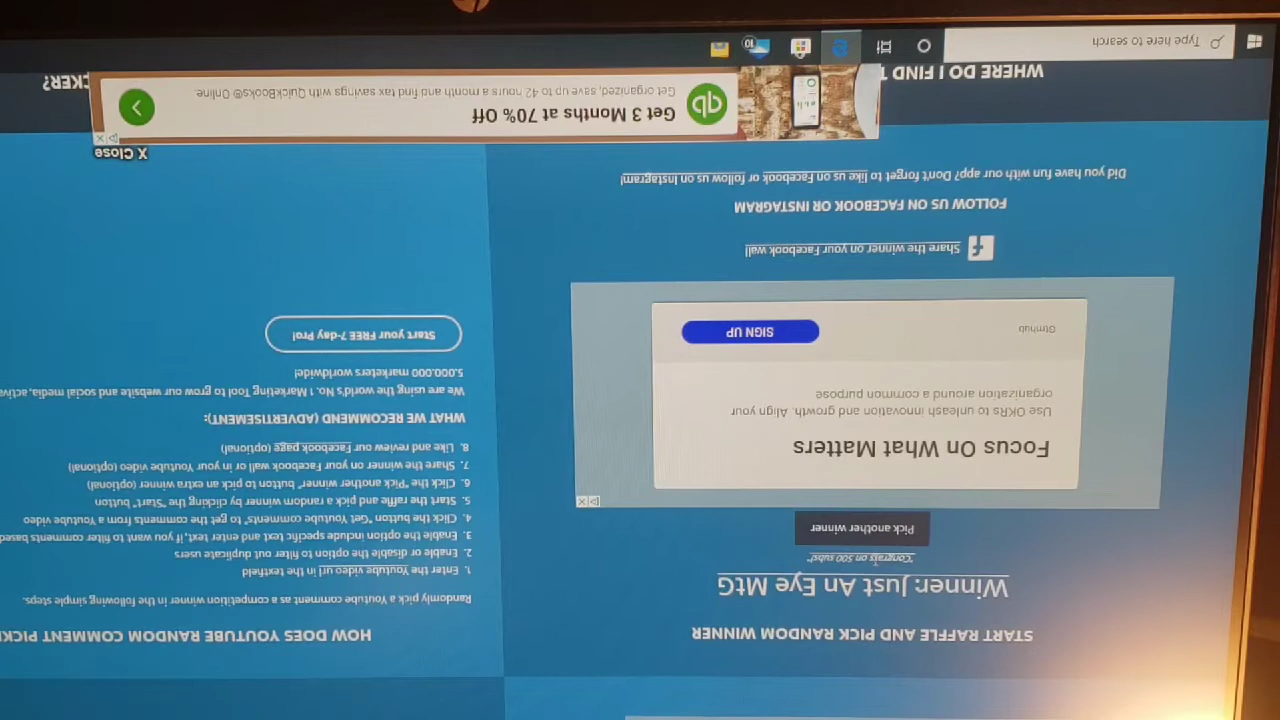 START RAFFLE AND PICK RANDOM WINNER
Winner: Just An Eye MtG
"Congrats on 500 subs!"
Pick another winner
Focus On What Matters
Use OKRs to unleash innovation and growth. Align your
organization around a common purpose
Gtmhub
SIGN UP
Share the winner on your Facebook wall
FOLLOW US ON FACEBOOK OR INSTAGRAM
Did you have fun with our app? Don't forget to like us on Facebook or follow us on Instagram!
HOW DOES YOUTUBE RANDOM COMMENT
Randomly pick a Youtube comment as a competition winner in the following simple steps.
1. Enter the Youtube video url in the textfield
2. Enable or disable the option to filter out duplicate users
3. Enable the option include specific text and enter text, if you want to filter comments based
4. Click the button "Get Youtube comments" to get the comments from a Youtube video
5. Start the raffle and pick a random winner by clicking the "Start" button
6. Click the "Pick another winner" button to pick an extra winner (optional)
7. Share the winner on your Facebook wall or in your Youtube video (optional)
8. Like and review our Facebook page (optional)
WHAT WE RECOMMEND (ADVERTISEMENT):
We are using the world's No. 1 Marketing Tool to grow our website and social media,
5.000.000 marketers worldwide!
Start your FREE 7-day Pro!
X Close
Get 3 Months at 70% Off
Get organized, save up to 42 hours a month and find tax savings with QuickBooks® Online
qb
WHERE DO I FIND
CKER?
Type here to search
10